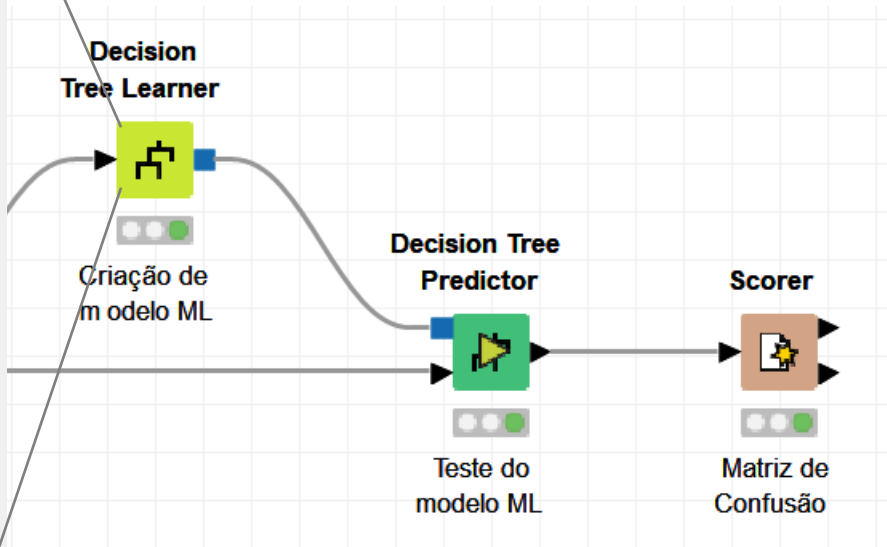 Decision
Tree Learner
Criação de
m odelo ML
Decision Tree
Predictor
Teste do
modelo ML
Scorer
Matriz de
Confusão